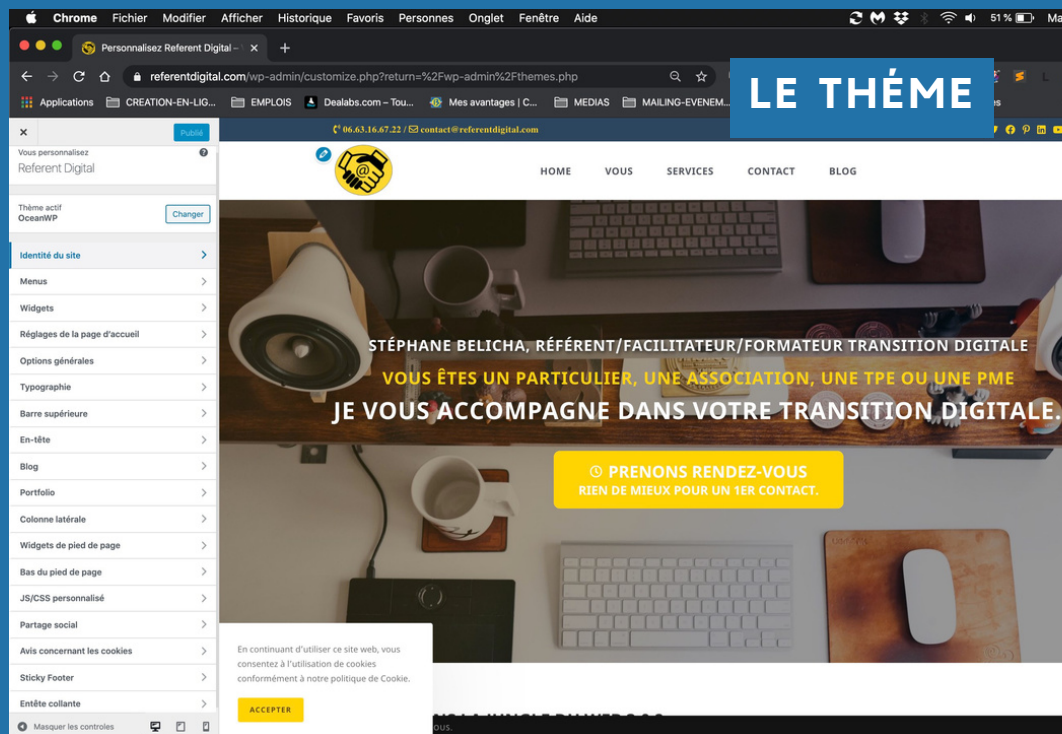 Chrome Fichier Modifier Afficher Historique Favoris Personnes Onglet Fenêtre Aide 51 %
Personnalisez Referent Digital –
referentdigital.com/wp-admin/customize.php?return=%2Fwp-admin%2Fthemes.php
LE THÉME
Applications CREATION-EN-LIG... EMPLOIS Dealabs.com – Tou... Mes avantages | C... MEDIAS MAILING-EVENEM...
Publié
06.63.16.67.22 / contact@referentdigital.com
Vous personnalisez
Referent Digital
HOME VOUS SERVICES CONTACT BLOG
Thème actif
OceanWP
Changer
Identité du site
Menus
Widgets
Réglages de la page d'accueil
Options générales
Typographie
Barre supérieure
En-tête
Blog
Portfolio
Colonne latérale
Widgets de pied de page
Bas du pied de page
JS/CSS personnalisé
Partage social
Avis concernant les cookies
Sticky Footer
Entête collante
Masquer les controles
STÉPHANE BELICHA, RÉFÉRENT/FACILITATEUR/FORMATEUR TRANSITION DIGITALE
VOUS ÊTES UN PARTICULIER, UNE ASSOCIATION, UNE TPE OU UNE PME
JE VOUS ACCOMPAGNE DANS VOTRE TRANSITION DIGITALE.
PRENONS RENDEZ-VOUS
RIEN DE MIEUX POUR UN 1ER CONTACT.
En continuant d'utiliser ce site web, vous
consentez à l'utilisation de cookies
conformément à notre politique de Cookie.
ACCEPTER